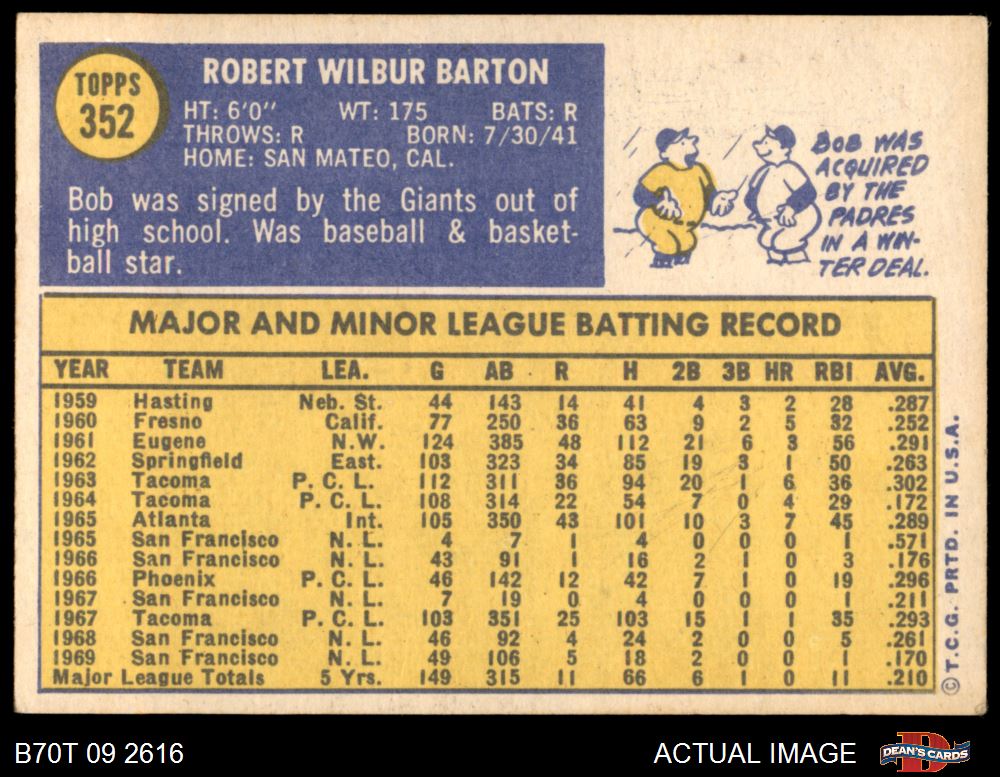 TOPPS
352
ROBERT WILBUR BARTON
HT: 6'0" WT: 175 BATS: R
THROWS: R BORN: 7/30/41
HOME: SAN MATEO, CAL.
Bob was signed by the Giants out of
high school. Was baseball & basket-
ball star.
BOB WAS
ACQUIRED
BY THE
PADRES
IN A WIN-
TER DEAL.
MAJOR AND MINOR LEAGUE BATTING RECORD
YEAR TEAM LEA. G AB R H 2B 3B HR RBI AVG.
1959 Hasting Neb. St. 44 143 14 41 4 3 2 28 .287
1960 Fresno Calif. 77 250 36 63 9 2 5 32 .252
1961 Eugene N.W. 124 385 48 112 21 6 3 56 .291
1962 Springfield East. 103 323 34 85 19 3 1 50 .263
1963 Tacoma P. C. L. 112 311 36 94 20 1 6 36 .302
1964 Tacoma P. C. L. 108 314 22 54 7 0 4 29 .172
1965 Atlanta Int. 105 350 43 101 10 3 7 45 .289
1965 San Francisco N. L. 4 7 1 4 0 0 0 1 .571
1966 San Francisco N. L. 43 91 1 16 2 1 0 3 .176
1966 Phoenix P. C. L. 46 142 12 42 7 1 0 19 .296
1967 San Francisco N. L. 7 19 0 4 0 0 0 1 .211
1967 Tacoma P. C. L. 103 351 25 103 15 1 1 35 .293
1968 San Francisco N. L. 46 92 4 24 2 0 0 5 .261
1969 San Francisco N. L. 49 106 5 18 2 0 0 1 .170
Major League Totals 5 Yrs. 149 315 11 66 6 1 0 11 .210
© T.C.G. PRTD. IN U.S.A.
B70T 09 2616
ACTUAL IMAGE
DEAN'S CARDS